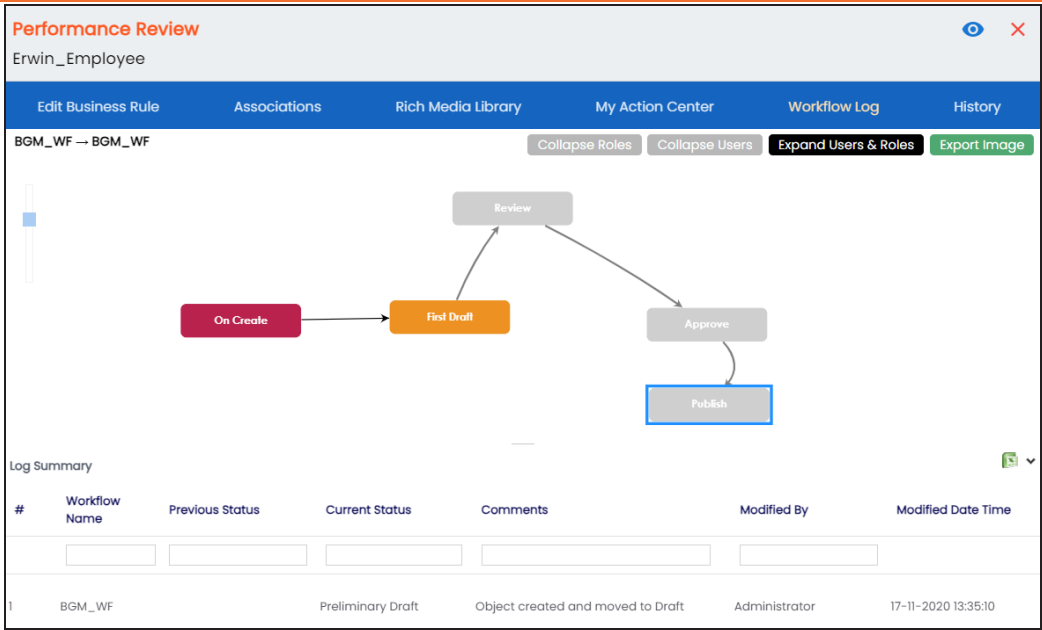 Performance Review
Erwin_Employee
Edit Business Rule Associations Rich Media Library My Action Center Workflow Log History
BGM_WF → BGM_WF Collapse Roles Collapse Users Expand Users & Roles Export Image
Review
On Create First Draft
Approve
Publish
Log Summary
# Workflow Name Previous Status Current Status Comments Modified By Modified Date Time
1 BGM_WF Preliminary Draft Object created and moved to Draft Administrator 17-11-2020 13:35:10